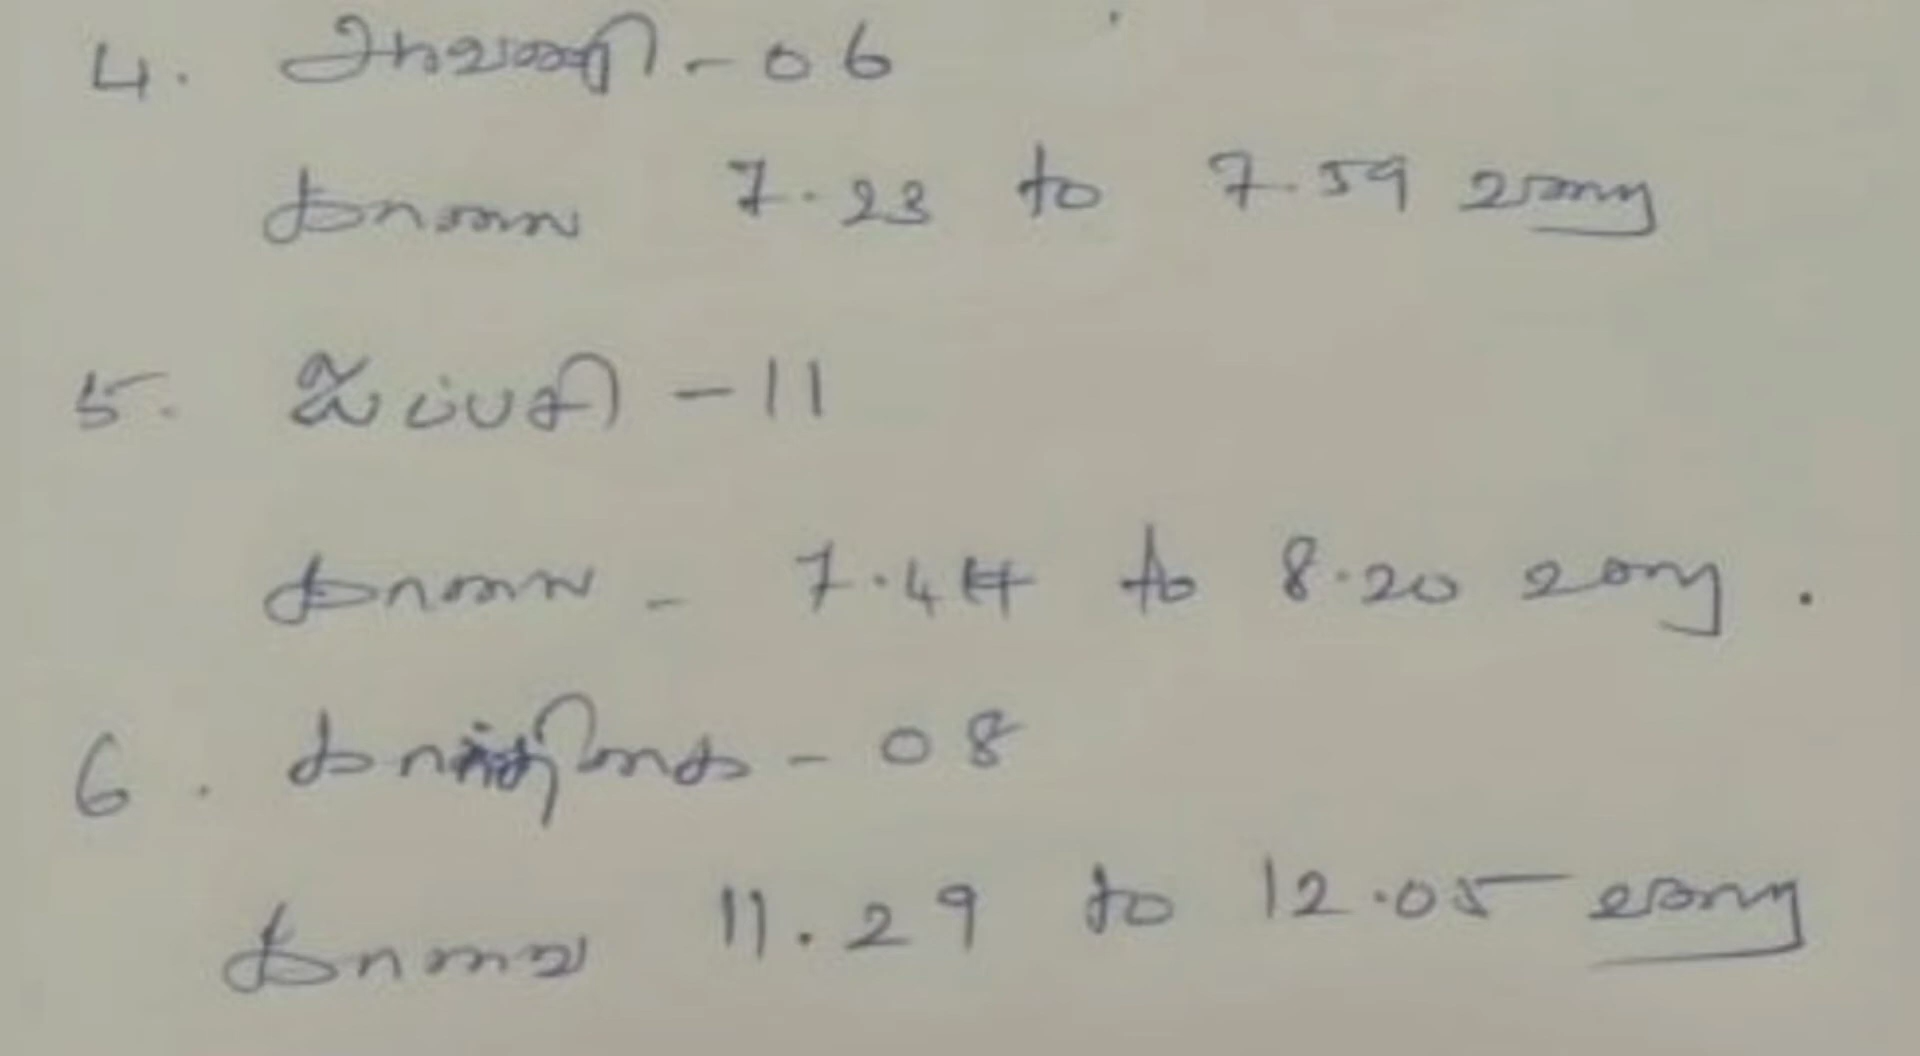 4. ஆவணி - 06
காலை 7.23 to 7.59 வரை
5. ஐப்பசி - 11
காலை - 7.44 to 8.20 வரை.
6. கார்த்திகை - 08
காலை 11.29 to 12.05 வரை